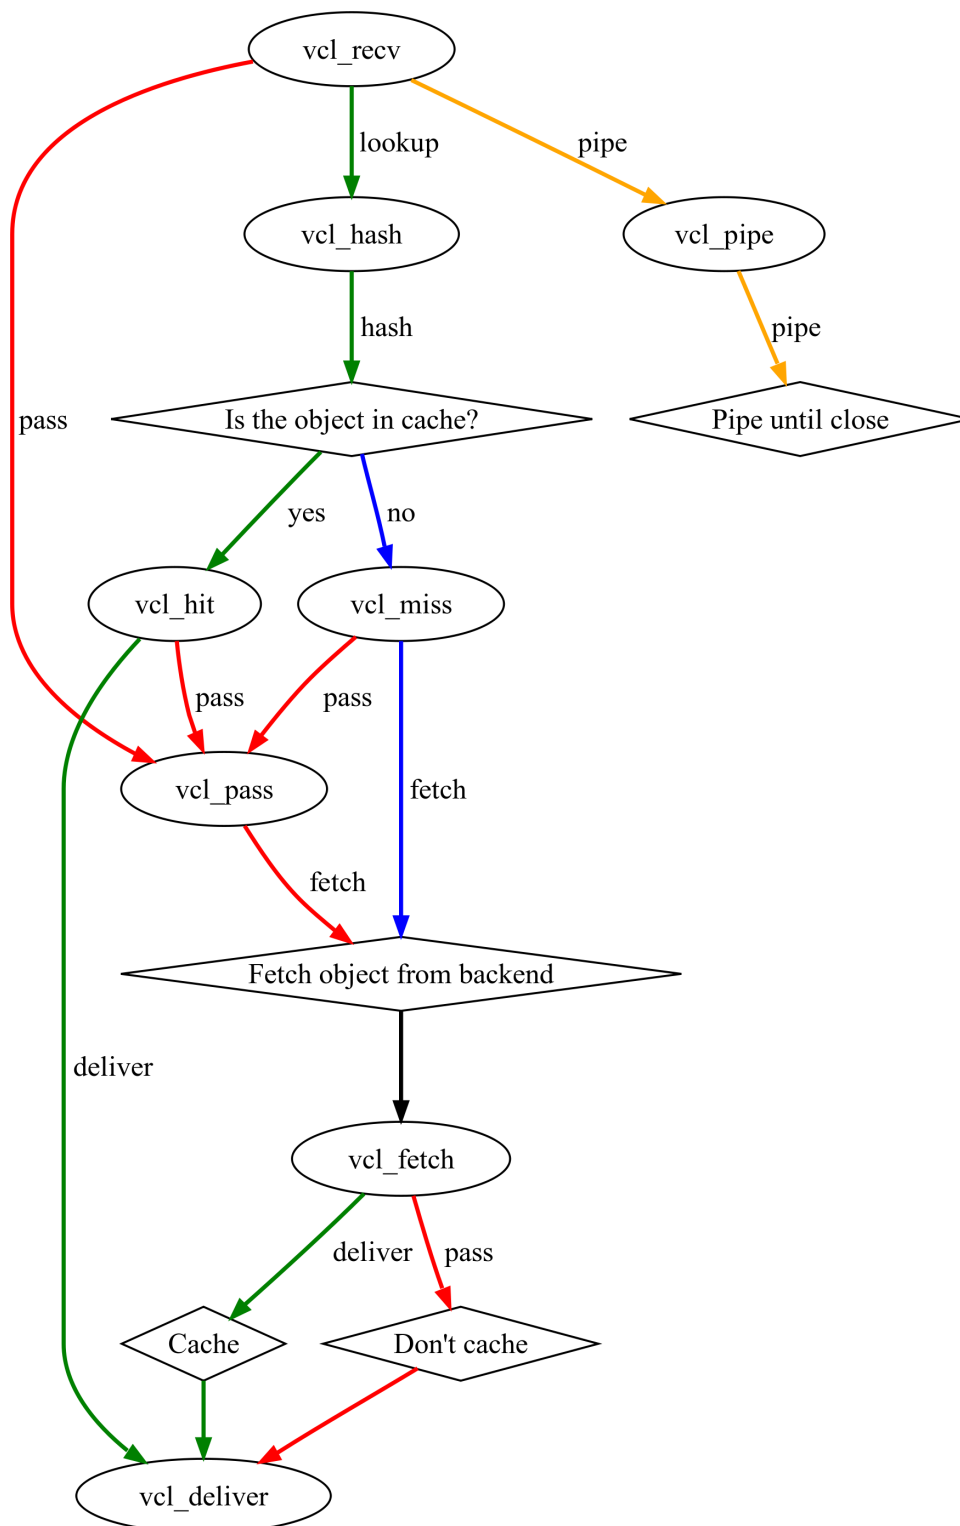 vcl_recv
lookup
pipe
vcl_hash
vcl_pipe
hash
pipe
pass
Is the object in cache?
Pipe until close
yes
no
vcl_hit
vcl_miss
pass
pass
vcl_pass
fetch
fetch
Fetch object from backend
deliver
vcl_fetch
deliver
pass
Cache
Don't cache
vcl_deliver